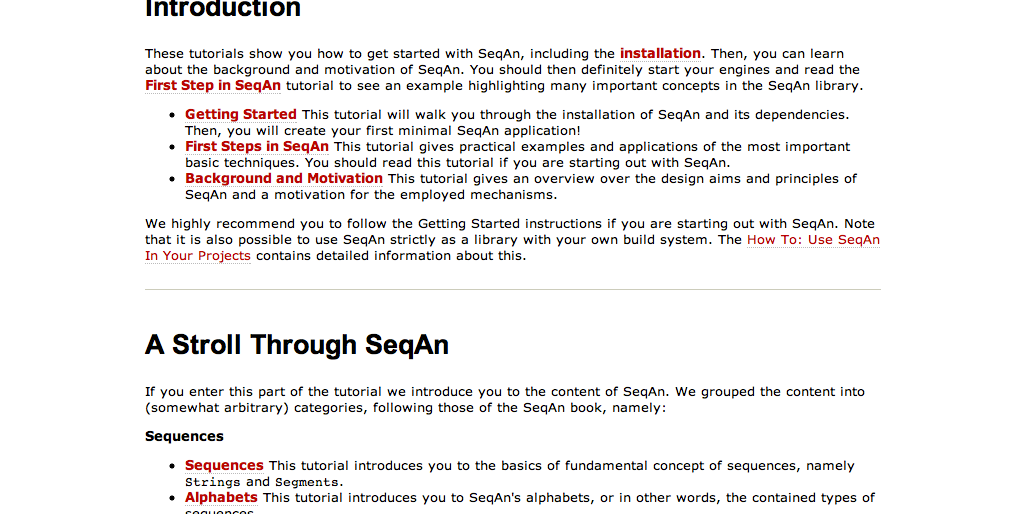 Introduction
These tutorials show you how to get started with SeqAn, including the installation. Then, you can learn
about the background and motivation of SeqAn. You should then definitely start your engines and read the
First Step in SeqAn tutorial to see an example highlighting many important concepts in the SeqAn library.
• Getting Started This tutorial will walk you through the installation of SeqAn and its dependencies.
Then, you will create your first minimal SeqAn application!
• First Steps in SeqAn This tutorial gives practical examples and applications of the most important
basic techniques. You should read this tutorial if you are starting out with SeqAn.
• Background and Motivation This tutorial gives an overview over the design aims and principles of
SeqAn and a motivation for the employed mechanisms.
We highly recommend you to follow the Getting Started instructions if you are starting out with SeqAn. Note
that it is also possible to use SeqAn strictly as a library with your own build system. The How To: Use SeqAn
In Your Projects contains detailed information about this.
A Stroll Through SeqAn
If you enter this part of the tutorial we introduce you to the content of SeqAn. We grouped the content into
(somewhat arbitrary) categories, following those of the SeqAn book, namely:
Sequences
• Sequences This tutorial introduces you to the basics of fundamental concept of sequences, namely
Strings and Segments.
• Alphabets This tutorial introduces you to SeqAn's alphabets, or in other words, the contained types of
sequences.